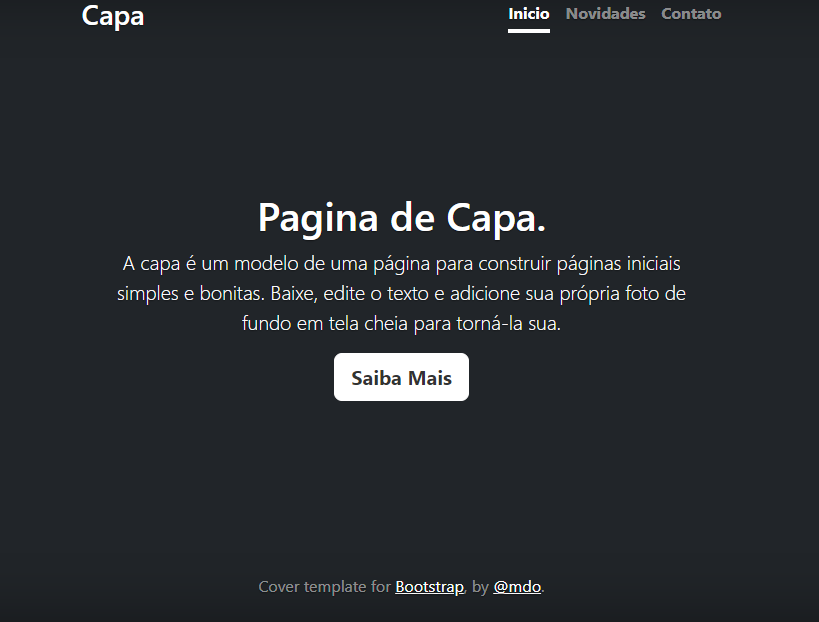 Capa
Inicio Novidades Contato
Pagina de Capa.
A capa é um modelo de uma página para construir páginas iniciais
simples e bonitas. Baixe, edite o texto e adicione sua própria foto de
fundo em tela cheia para torná-la sua.
Saiba Mais
Cover template for Bootstrap, by @mdo.